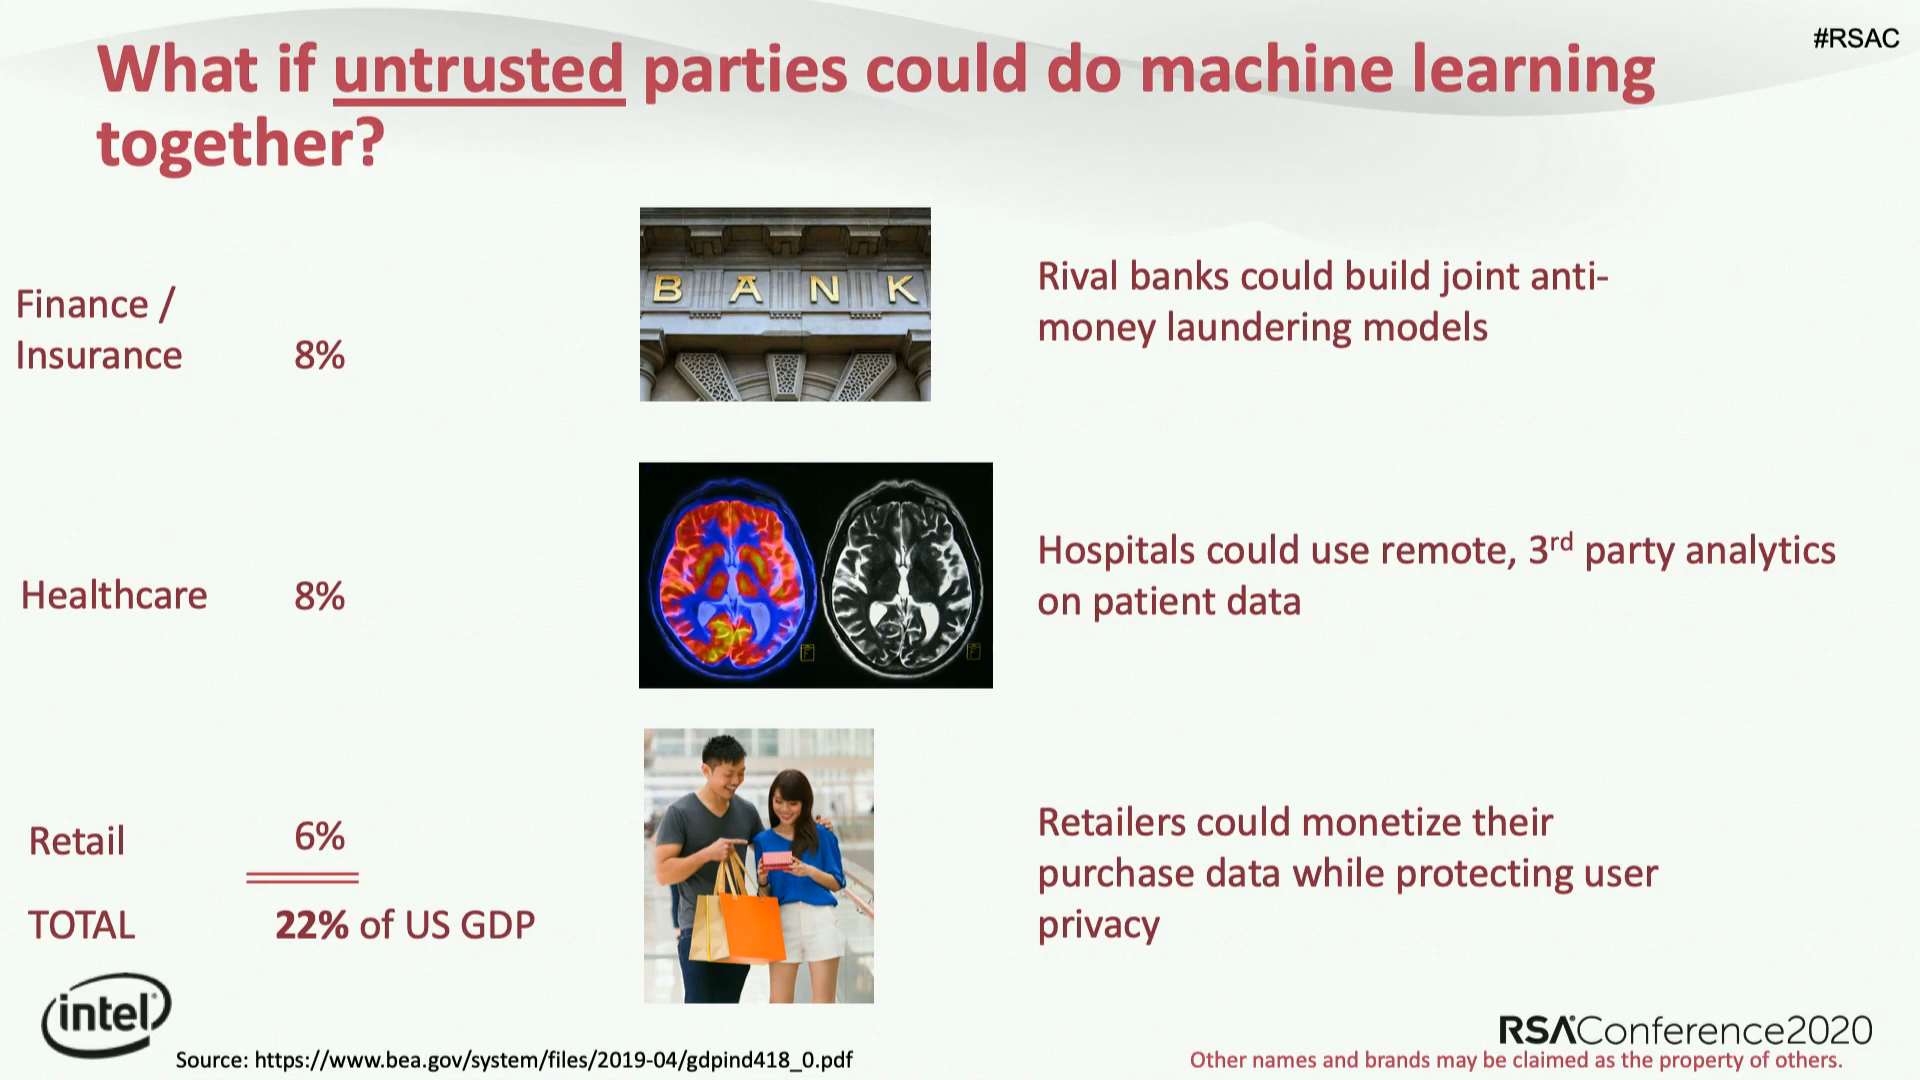 #RSAC
What if untrusted parties could do machine learning
together?
Finance /
Insurance 8%
BANK
Rival banks could build joint anti-
money laundering models
Healthcare 8%
Hospitals could use remote, 3rd party analytics
on patient data
Retail 6%
TOTAL 22% of US GDP
Retailers could monetize their
purchase data while protecting user
privacy
intel
RSAConference2020
Source: https://www.bea.gov/system/files/2019-04/gdpind418_0.pdf
Other names and brands may be claimed as the property of others.